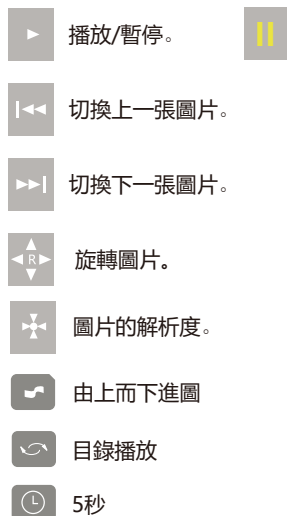 播放/暫停。
切換上一張圖片。
切換下一張圖片。
R
旋轉圖片。
圖片的解析度。
由上而下進圖
目錄播放
5秒